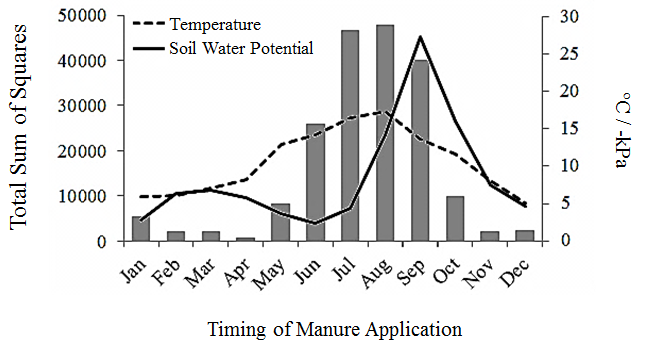 Total Sum of Squares
50000
40000
30000
20000
10000
0
Temperature
Soil Water Potential
30
25
20
15
10
5
0
°C / -kPa
Jan
Feb
Mar
Apr
May
Jun
Jul
Aug
Sep
Oct
Nov
Dec
Timing of Manure Application